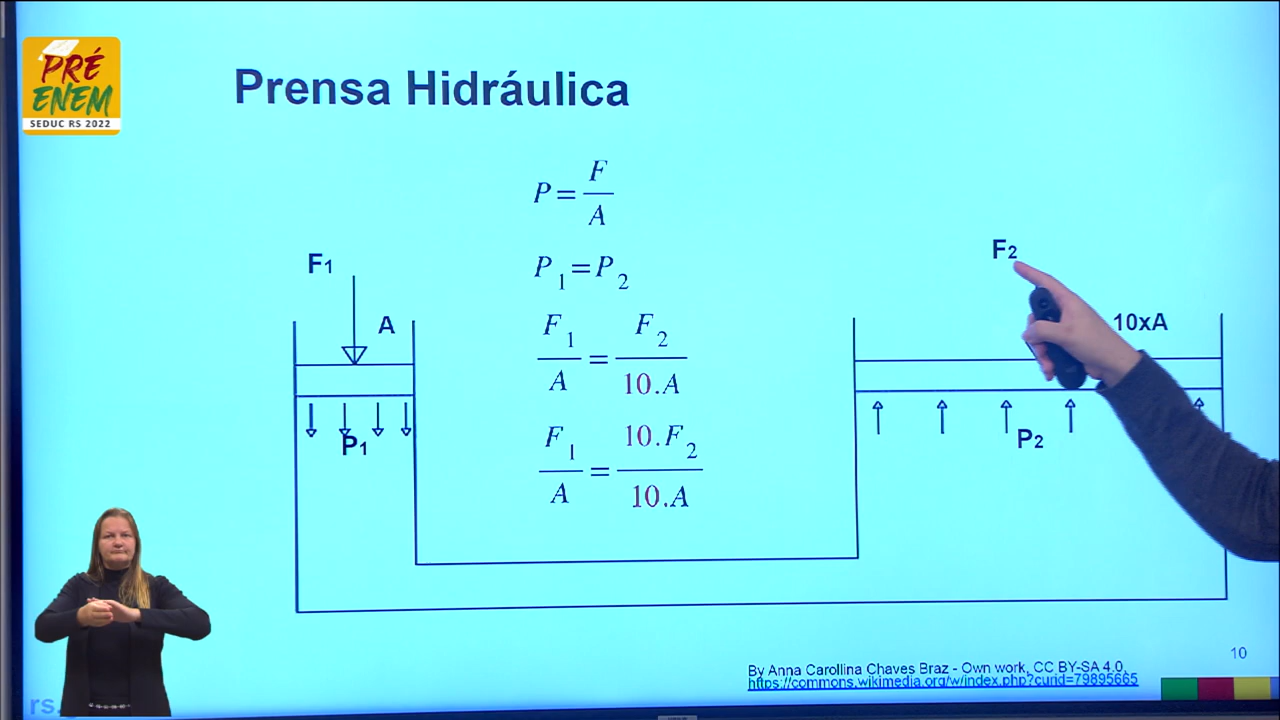 PRÉ
ENEM
SEDUC RS 2022
Prensa Hidráulica
P = F / A
P1 = P2
F1 / A = F2 / 10.A
F1 / A = 10.F2 / 10.A
F1
A
P1
F2
10xA
P2
10
By Anna Carollina Chaves Braz - Own work, CC BY-SA 4.0,
https://commons.wikimedia.org/w/index.php?curid=79895665
rs.